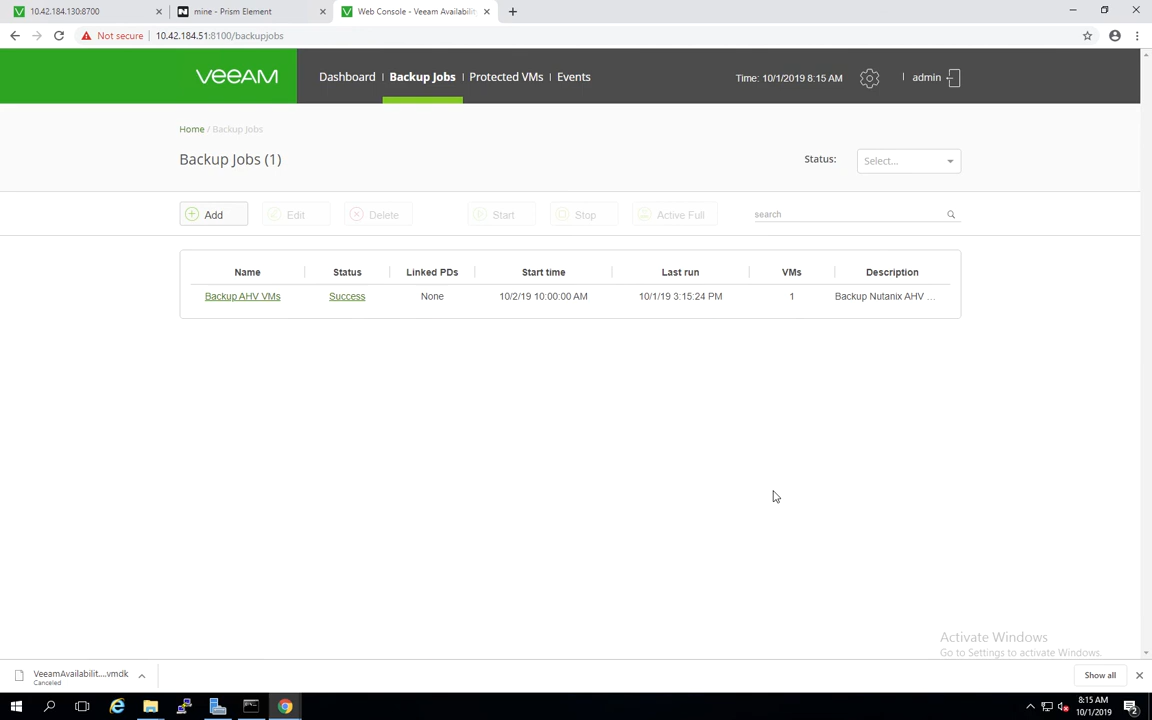 10.42.184.130:8700
mine - Prism Element
Web Console - Veeam Availabilit
Not secure
10.42.184.51:8100/backupjobs
veeAM
Dashboard
Backup Jobs
Protected VMs
Events
Time: 10/1/2019 8:15 AM
admin
Home / Backup Jobs
Backup Jobs (1)
Status:
Select...
Add
Edit
Delete
Start
Stop
Active Full
search
Name Status Linked PDs Start time Last run VMs Description
Backup AHV VMs Success None 10/2/19 10:00:00 AM 10/1/19 3:15:24 PM 1 Backup Nutanix AHV ...
Activate Windows
Go to Settings to activate Windows.
VeeamAvailabilit....vmdk
Canceled
Show all
8:15 AM
10/1/2019
2